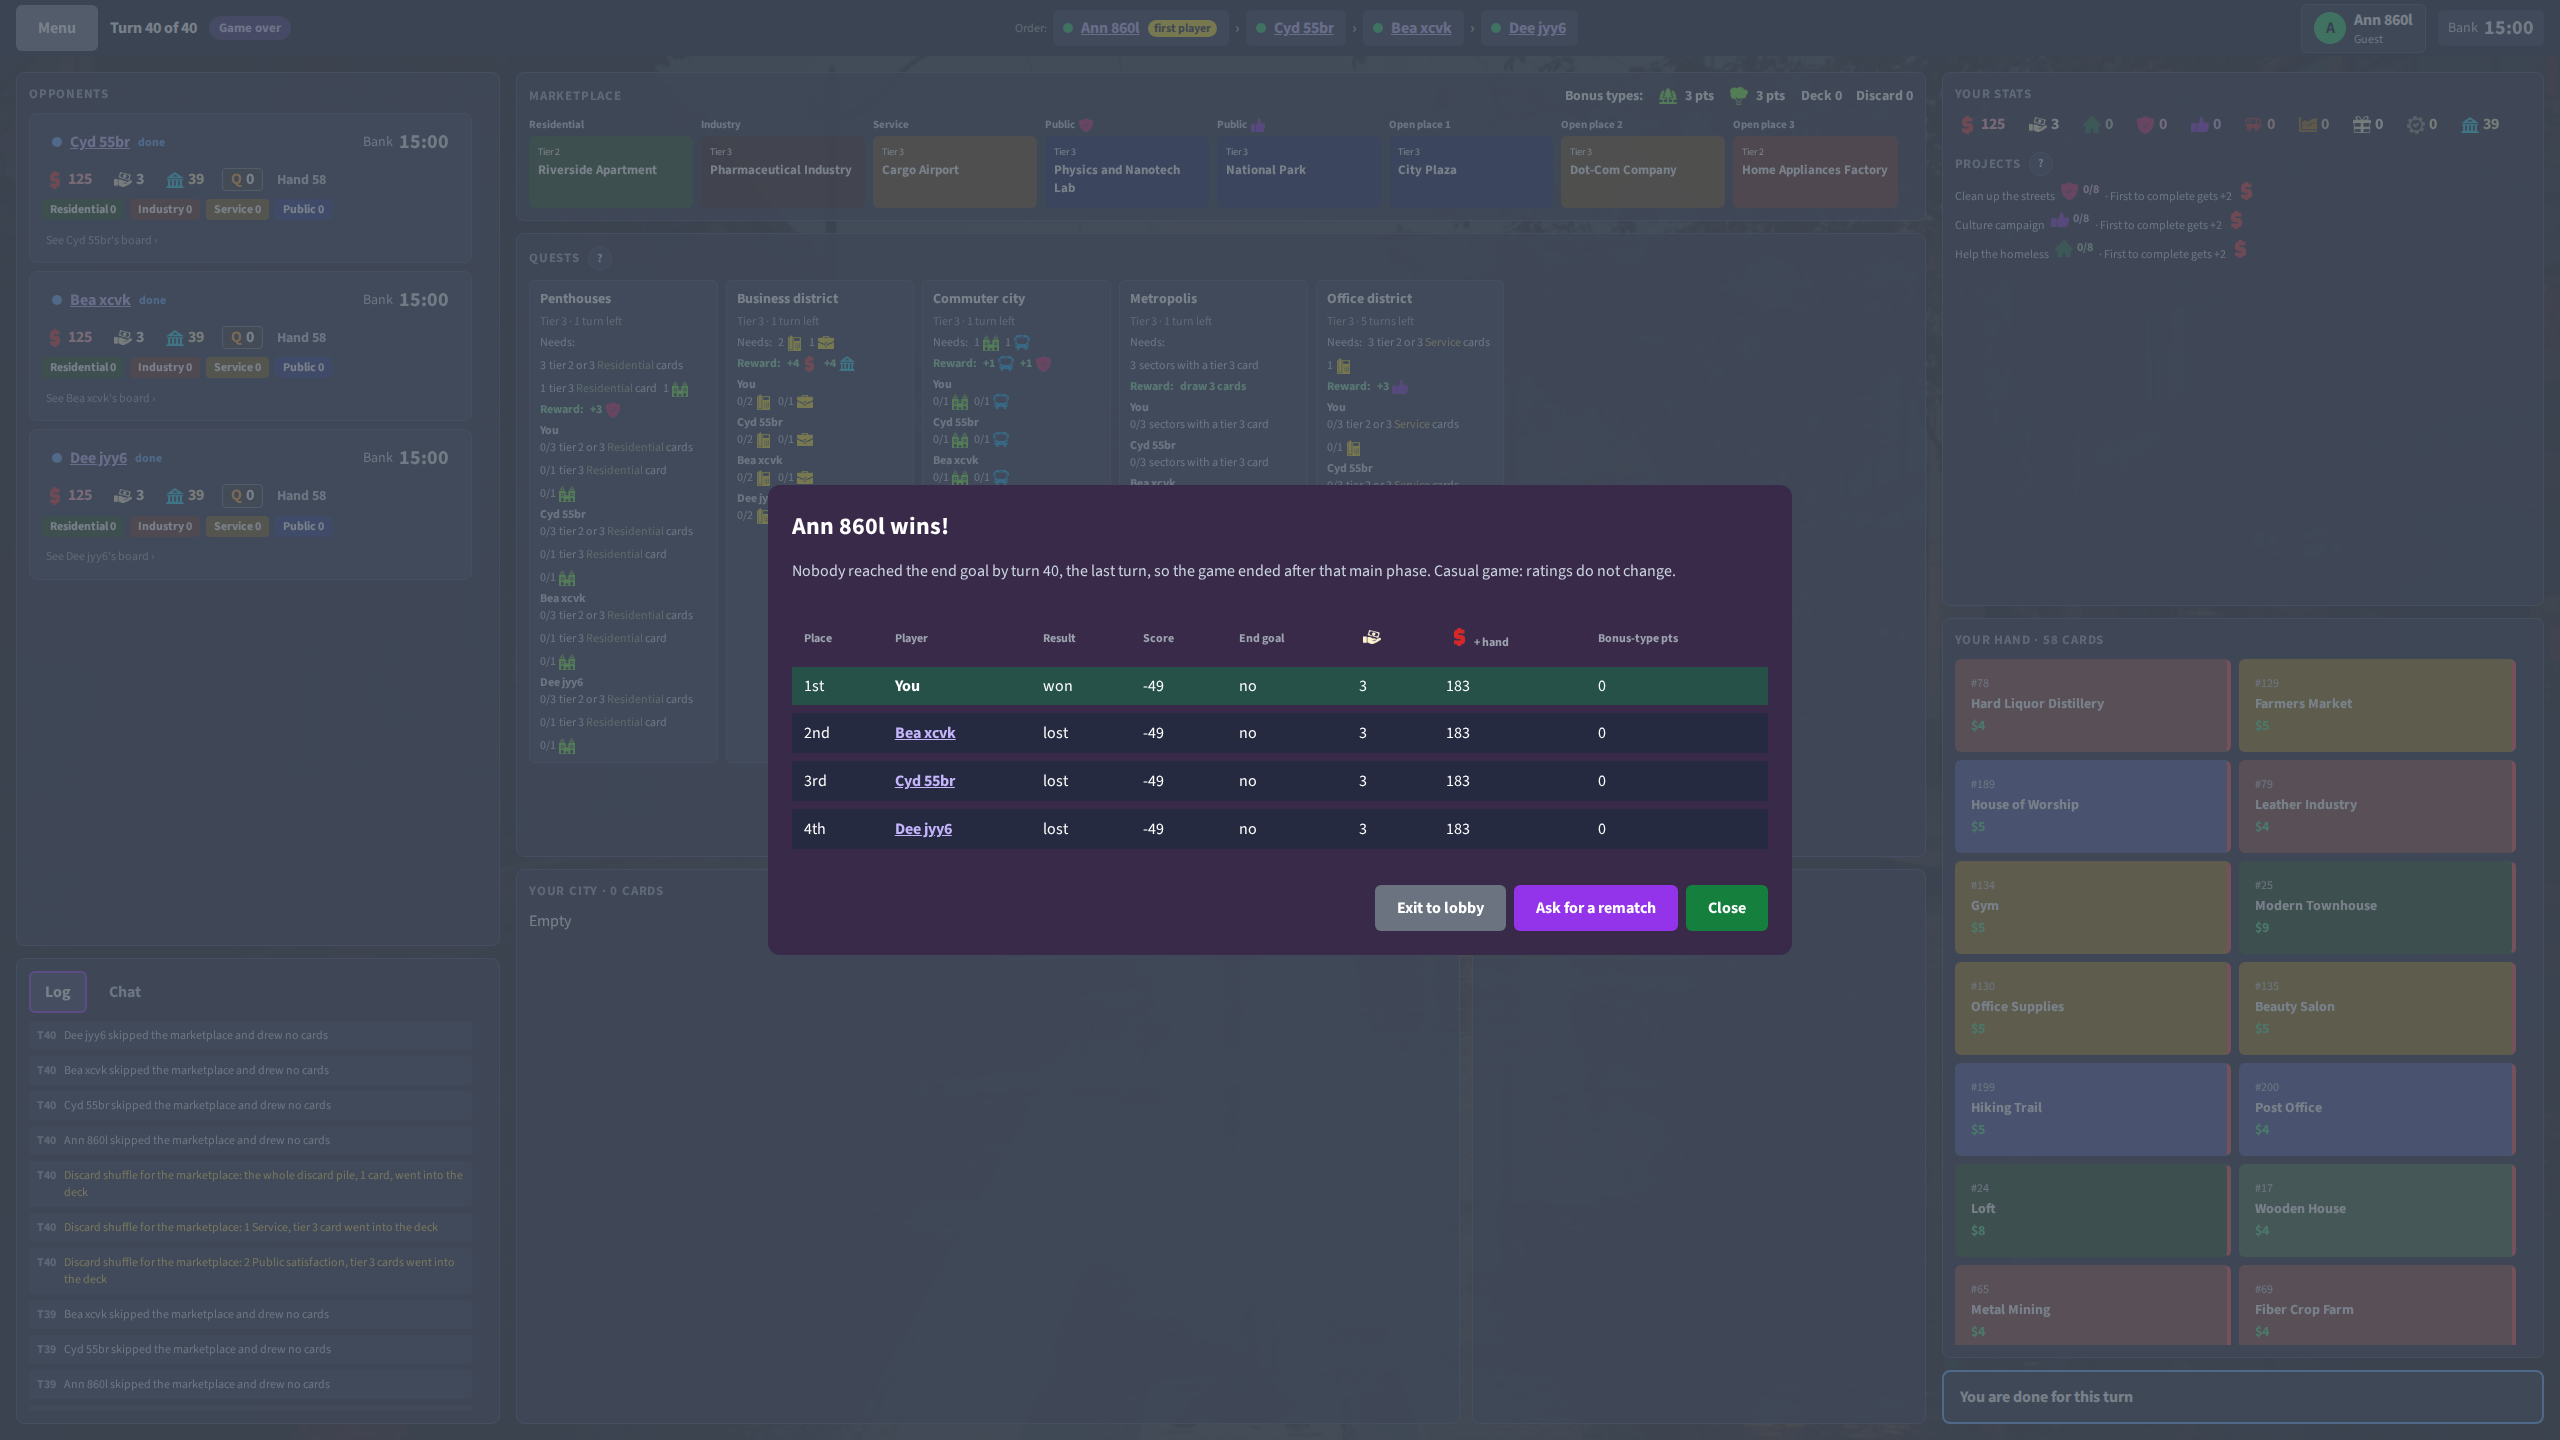 Menu
Turn 40 of 40
Game over
Order:
Ann 860l
first player
›
Cyd 55br
›
Bea xcvk
›
Dee jyy6
A
Ann 860l
Guest
Bank 15:00
OPPONENTS
Cyd 55br done
Bank 15:00
125 3 39 Q 0 Hand 58
Residential 0 Industry 0 Service 0 Public 0
See Cyd 55br's board ›
Bea xcvk done
Bank 15:00
125 3 39 Q 0 Hand 58
Residential 0 Industry 0 Service 0 Public 0
See Bea xcvk's board ›
Dee jyy6 done
Bank 15:00
125 3 39 Q 0 Hand 58
Residential 0 Industry 0 Service 0 Public 0
See Dee jyy6's board ›
MARKETPLACE
Bonus types: 3 pts 3 pts Deck 0 Discard 0
Residential
Tier 2
Riverside Apartment
Industry
Tier 3
Pharmaceutical Industry
Service
Tier 3
Cargo Airport
Public
Tier 3
Physics and Nanotech
Lab
Public
Tier 3
National Park
Open place 1
Tier 3
City Plaza
Open place 2
Tier 3
Dot-Com Company
Open place 3
Tier 2
Home Appliances Factory
QUESTS ?
Penthouses
Tier 3 · 1 turn left
Needs:
3 tier 2 or 3 Residential cards
1 tier 3 Residential card 1
Reward: +3
You
0/3 tier 2 or 3 Residential cards
0/1 tier 3 Residential card
0/1
Cyd 55br
0/3 tier 2 or 3 Residential cards
0/1 tier 3 Residential card
0/1
Bea xcvk
0/3 tier 2 or 3 Residential cards
0/1 tier 3 Residential card
0/1
Dee jyy6
0/3 tier 2 or 3 Residential cards
0/1 tier 3 Residential card
0/1
Business district
Tier 3 · 1 turn left
Needs: 2 1
Reward: +4 +4
You
0/2 0/1
Cyd 55br
0/2 0/1
Bea xcvk
0/2 0/1
Dee jy
0/2
Commuter city
Tier 3 · 1 turn left
Needs: 1 1
Reward: +1 +1
You
0/1 0/1
Cyd 55br
0/1 0/1
Bea xcvk
0/1 0/1
Metropolis
Tier 3 · 1 turn left
Needs:
3 sectors with a tier 3 card
Reward: draw 3 cards
You
0/3 sectors with a tier 3 card
Cyd 55br
0/3 sectors with a tier 3 card
Bea xcvk
Office district
Tier 3 · 5 turns left
Needs: 3 tier 2 or 3 Service cards
1
Reward: +3
You
0/3 tier 2 or 3 Service cards
0/1
Cyd 55br
0/3 tier 2 or 3 Service cards
YOUR STATS
125 3 0 0 0 0 0 0 0 39
PROJECTS ?
Clean up the streets 0/8 · First to complete gets +2
Culture campaign 0/8 · First to complete gets +2
Help the homeless 0/8 · First to complete gets +2
Ann 860l wins!
Nobody reached the end goal by turn 40, the last turn, so the game ended after that main phase. Casual game: ratings do not change.
Place Player Result Score End goal + hand Bonus-type pts
1st You won -49 no 3 183 0
2nd Bea xcvk lost -49 no 3 183 0
3rd Cyd 55br lost -49 no 3 183 0
4th Dee jyy6 lost -49 no 3 183 0
Exit to lobby
Ask for a rematch
Close
YOUR CITY · 0 CARDS
Empty
Log
Chat
T40 Dee jyy6 skipped the marketplace and drew no cards
T40 Bea xcvk skipped the marketplace and drew no cards
T40 Cyd 55br skipped the marketplace and drew no cards
T40 Ann 860l skipped the marketplace and drew no cards
T40 Discard shuffle for the marketplace: the whole discard pile, 1 card, went into the
deck
T40 Discard shuffle for the marketplace: 1 Service, tier 3 card went into the deck
T40 Discard shuffle for the marketplace: 2 Public satisfaction, tier 3 cards went into
the deck
T39 Bea xcvk skipped the marketplace and drew no cards
T39 Cyd 55br skipped the marketplace and drew no cards
T39 Ann 860l skipped the marketplace and drew no cards
YOUR HAND · 58 CARDS
#78
Hard Liquor Distillery
$4
#129
Farmers Market
$5
#189
House of Worship
$5
#79
Leather Industry
$4
#134
Gym
$5
#25
Modern Townhouse
$9
#130
Office Supplies
$5
#135
Beauty Salon
$5
#199
Hiking Trail
$5
#200
Post Office
$4
#24
Loft
$8
#17
Wooden House
$4
#65
Metal Mining
$4
#69
Fiber Crop Farm
$4
You are done for this turn